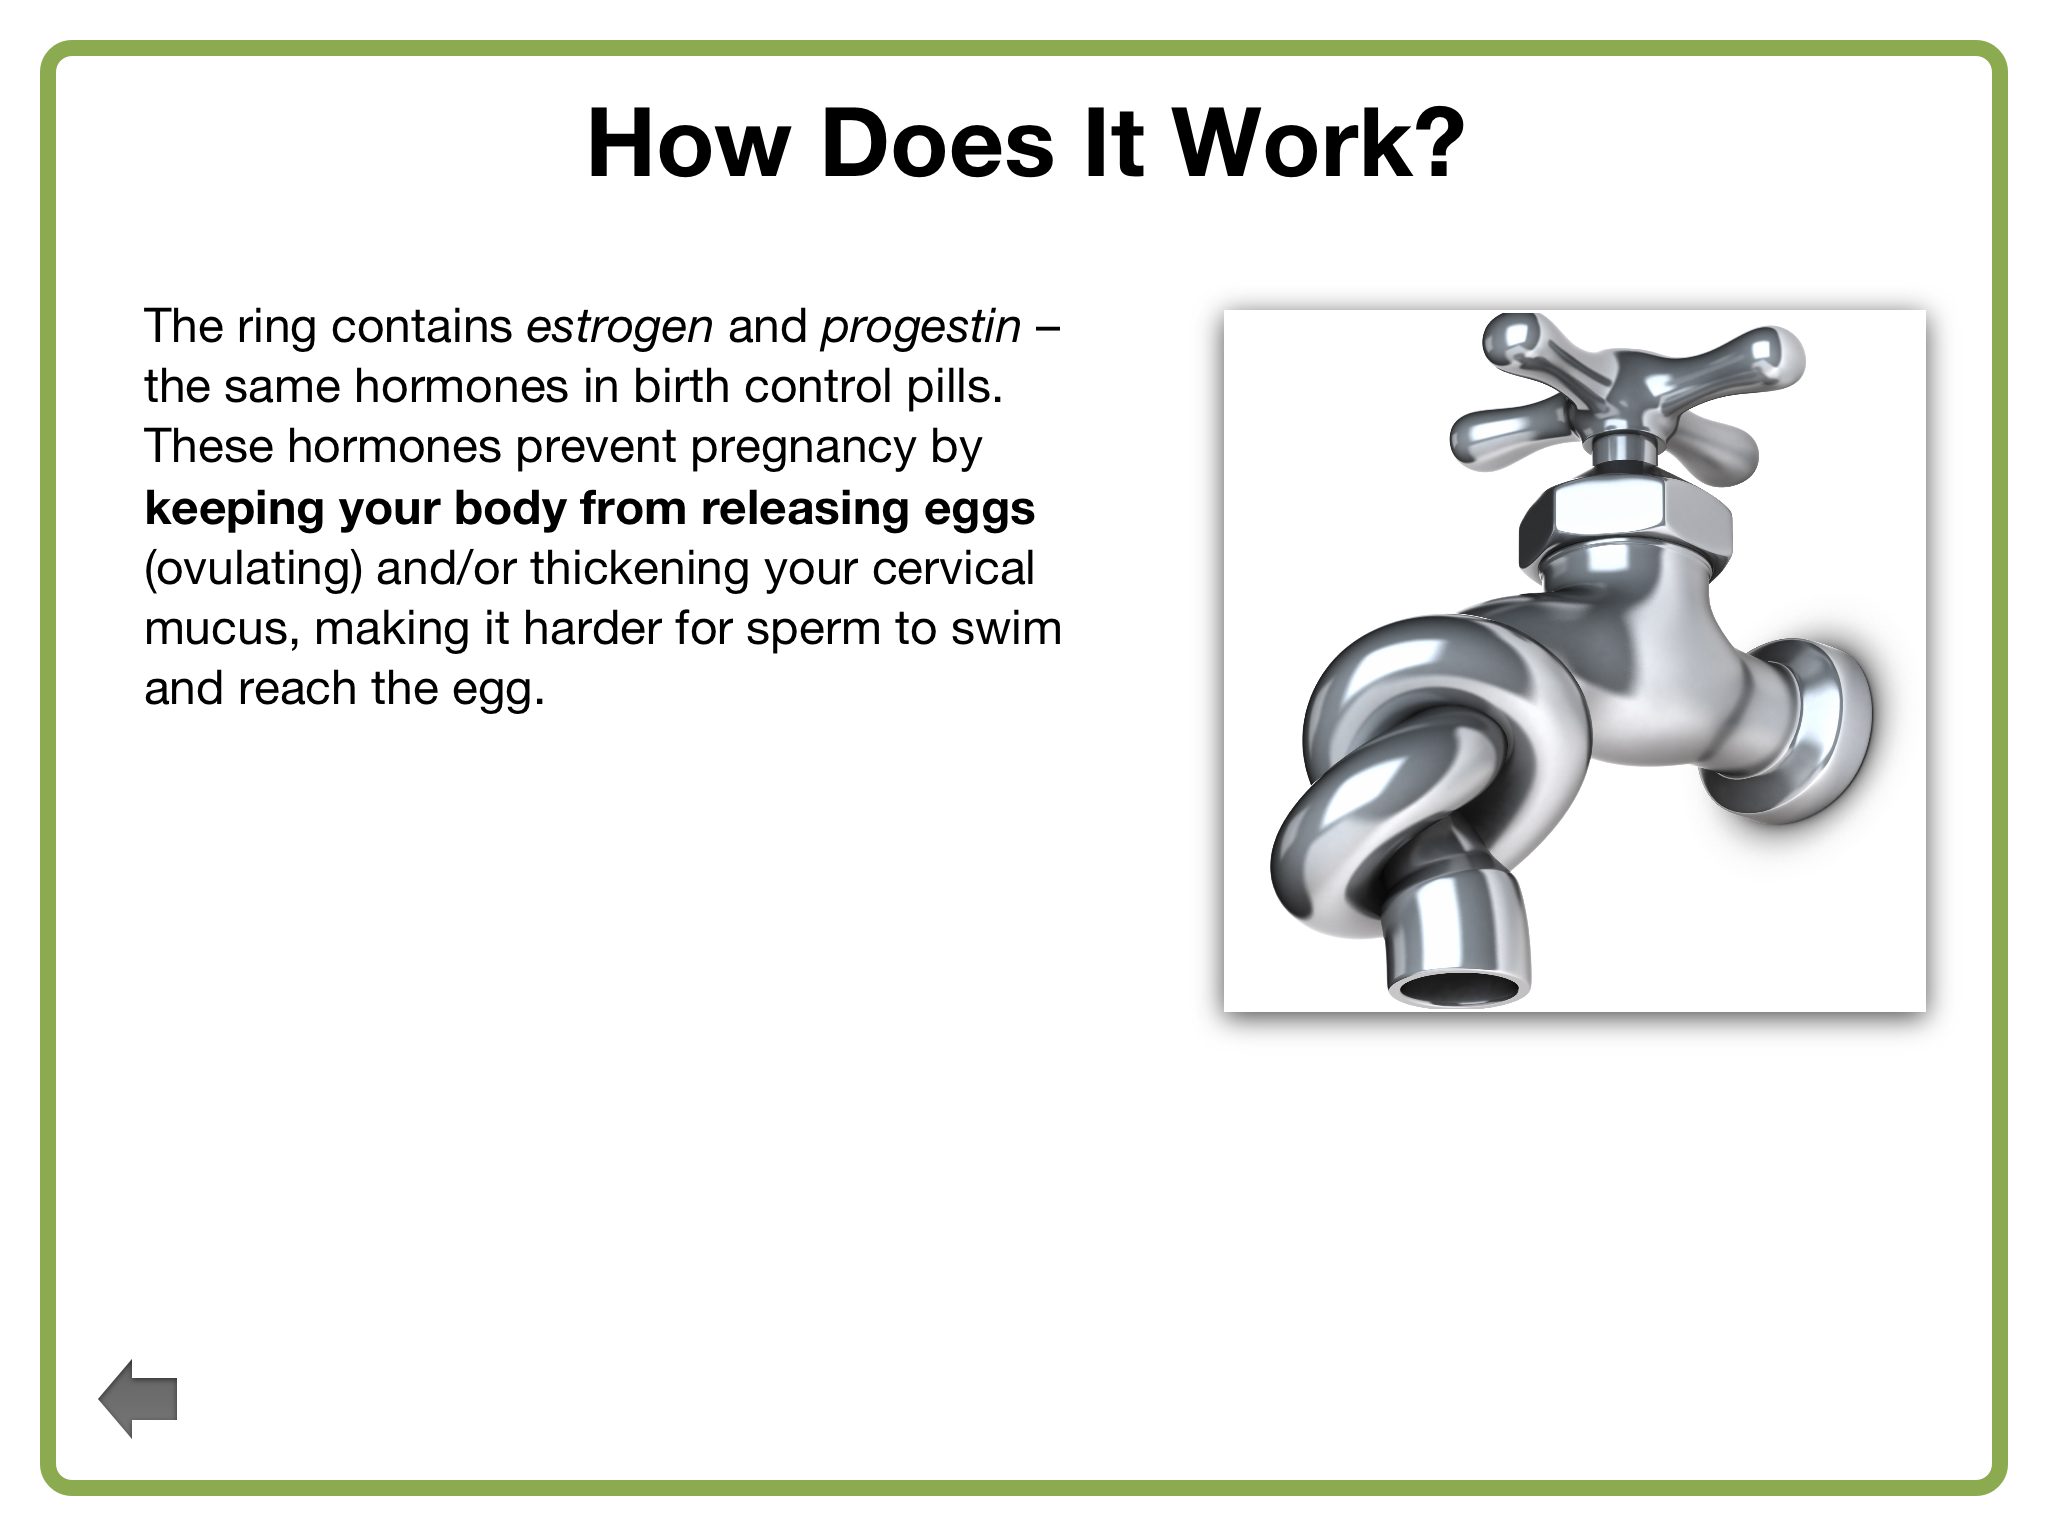 How Does It Work?
The ring contains estrogen and progestin –
the same hormones in birth control pills.
These hormones prevent pregnancy by
keeping your body from releasing eggs
(ovulating) and/or thickening your cervical
mucus, making it harder for sperm to swim
and reach the egg.